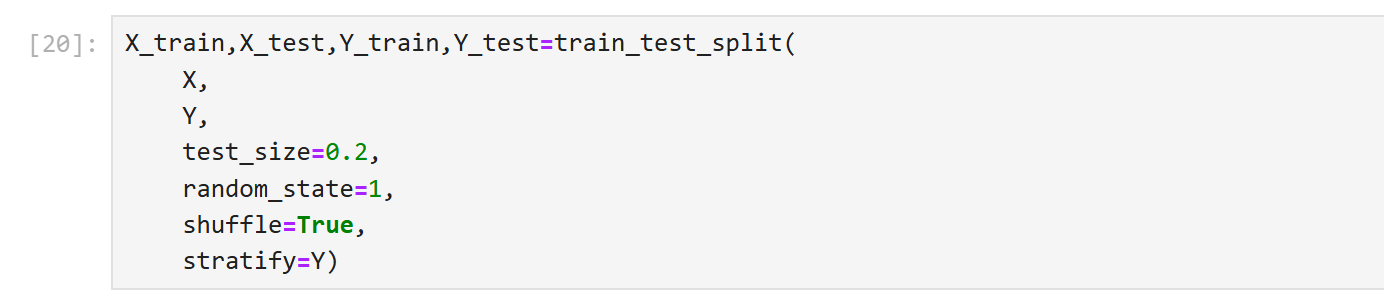 [20]: X_train,X_test,Y_train,Y_test=train_test_split(
    X,
    Y,
    test_size=0.2,
    random_state=1,
    shuffle=True,
    stratify=Y)